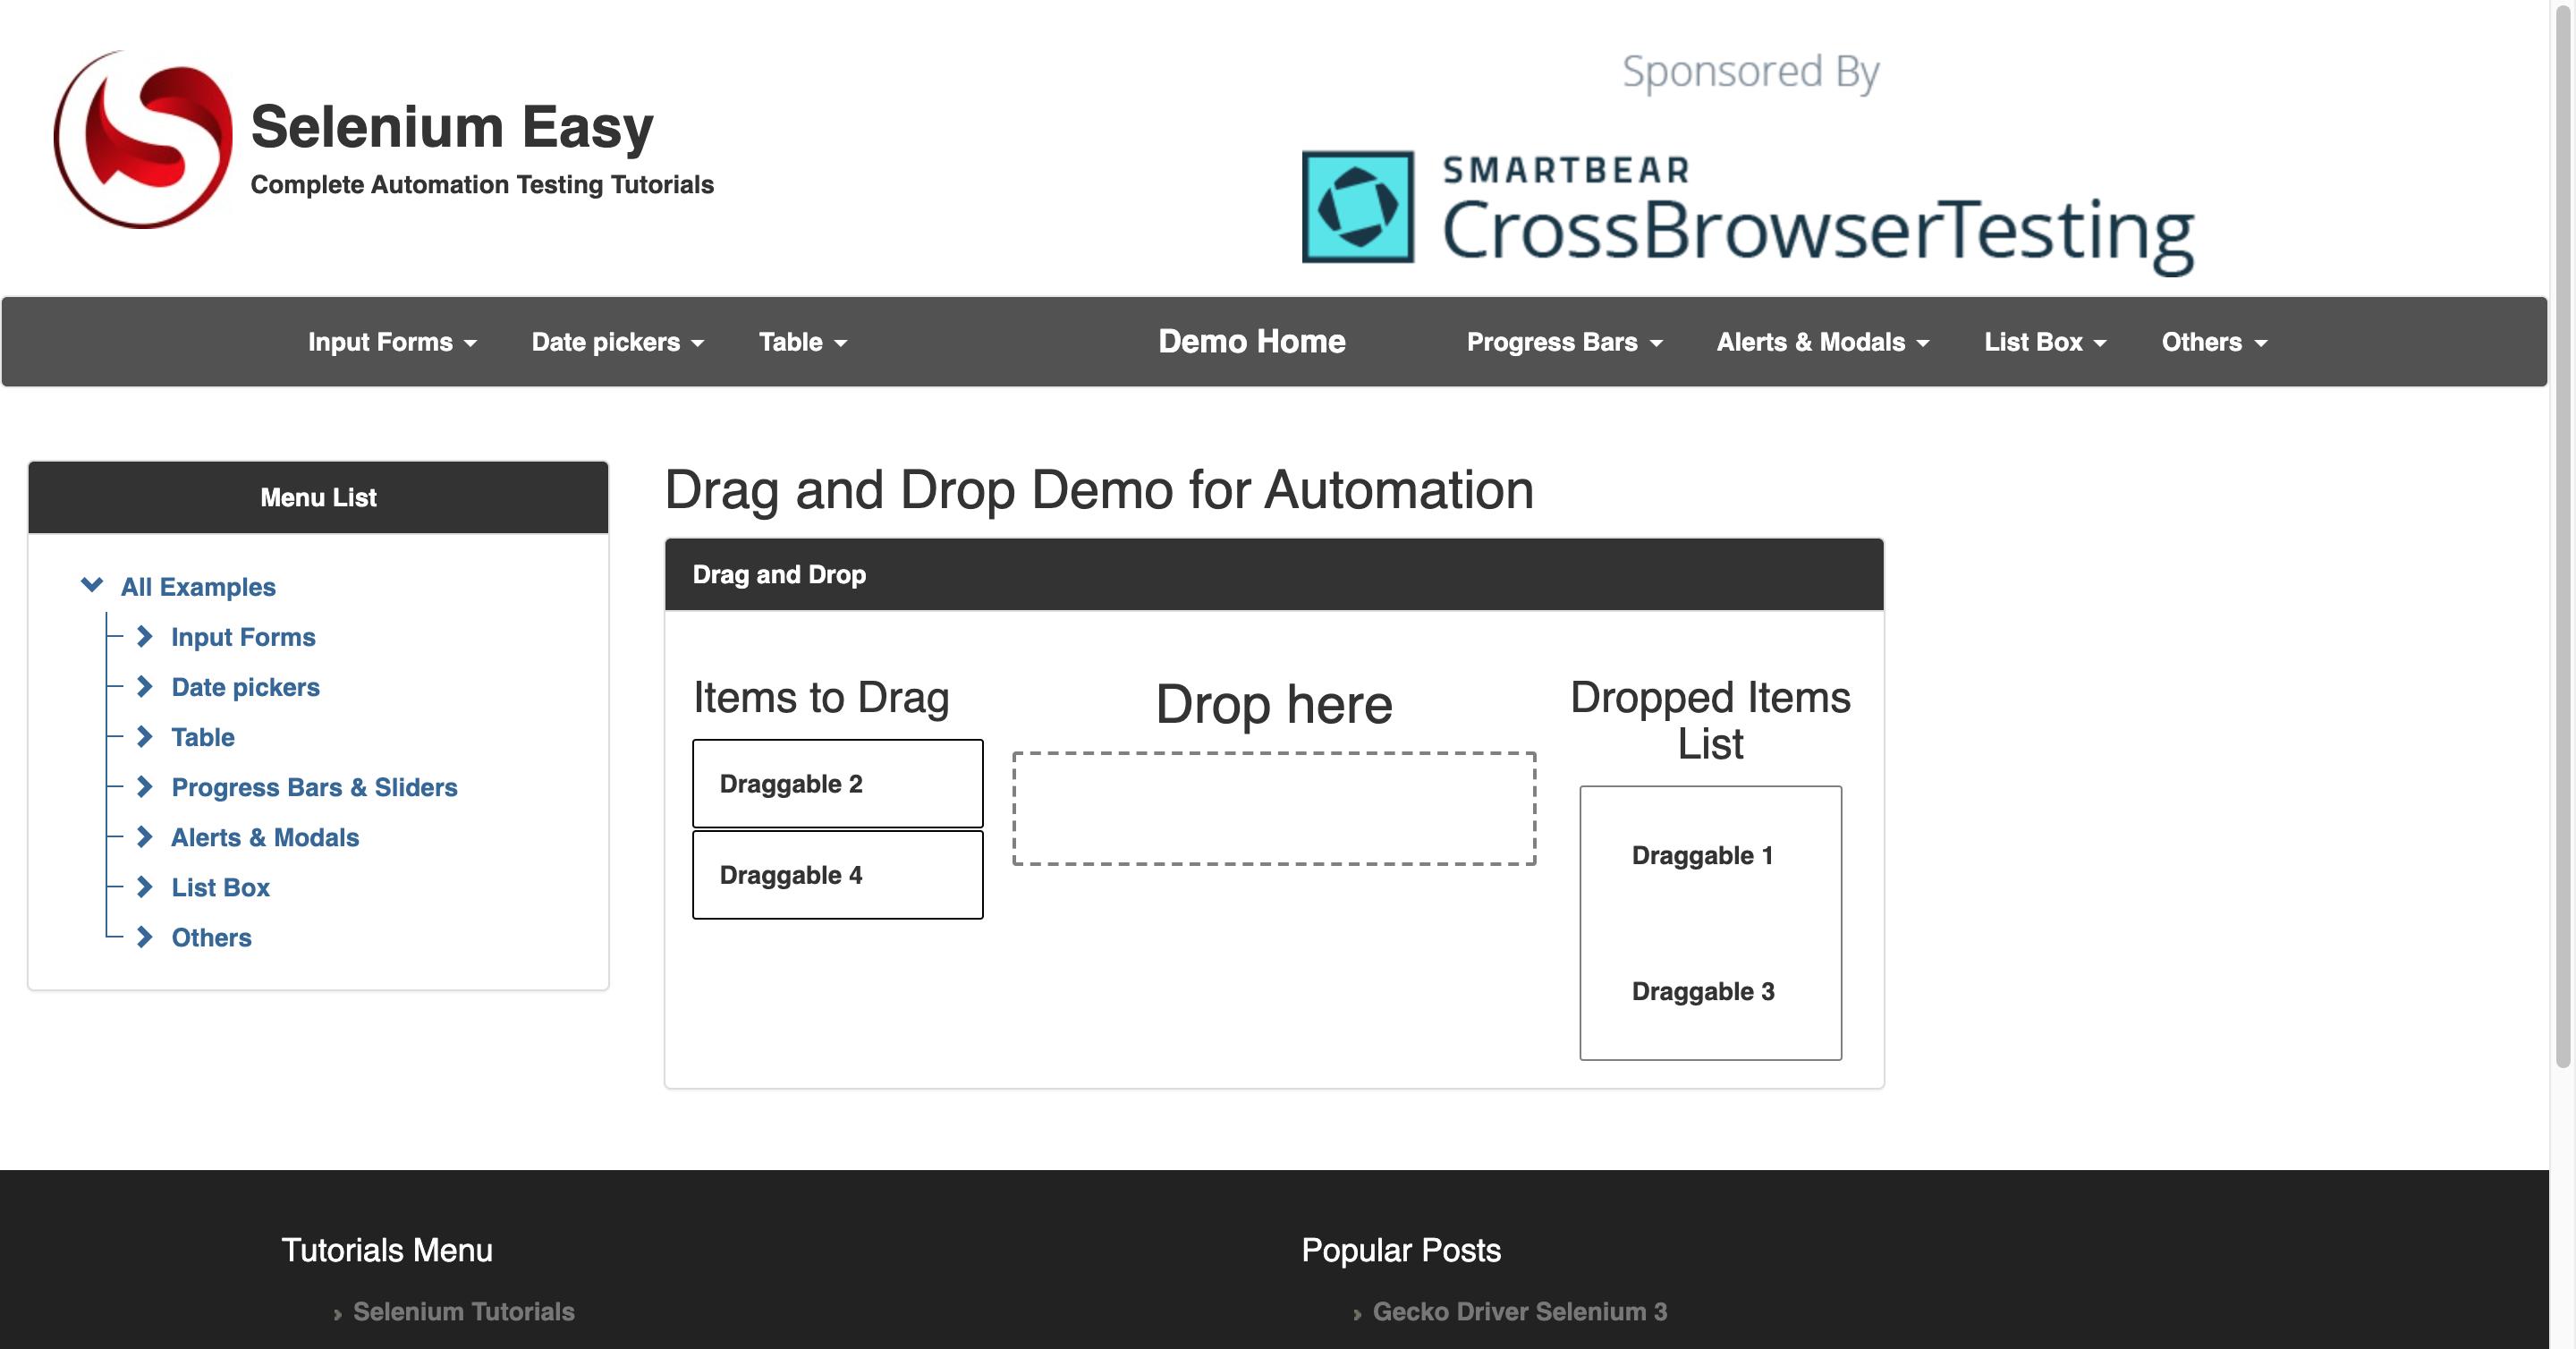 Selenium Easy
Complete Automation Testing Tutorials
Sponsored By
SMARTBEAR
CrossBrowserTesting
Input Forms Date pickers Table Demo Home Progress Bars Alerts & Modals List Box Others
Menu List
All Examples
Input Forms
Date pickers
Table
Progress Bars & Sliders
Alerts & Modals
List Box
Others
Drag and Drop Demo for Automation
Drag and Drop
Items to Drag
Draggable 2
Draggable 4
Drop here
Dropped Items
List
Draggable 1
Draggable 3
Tutorials Menu
Selenium Tutorials
Popular Posts
Gecko Driver Selenium 3